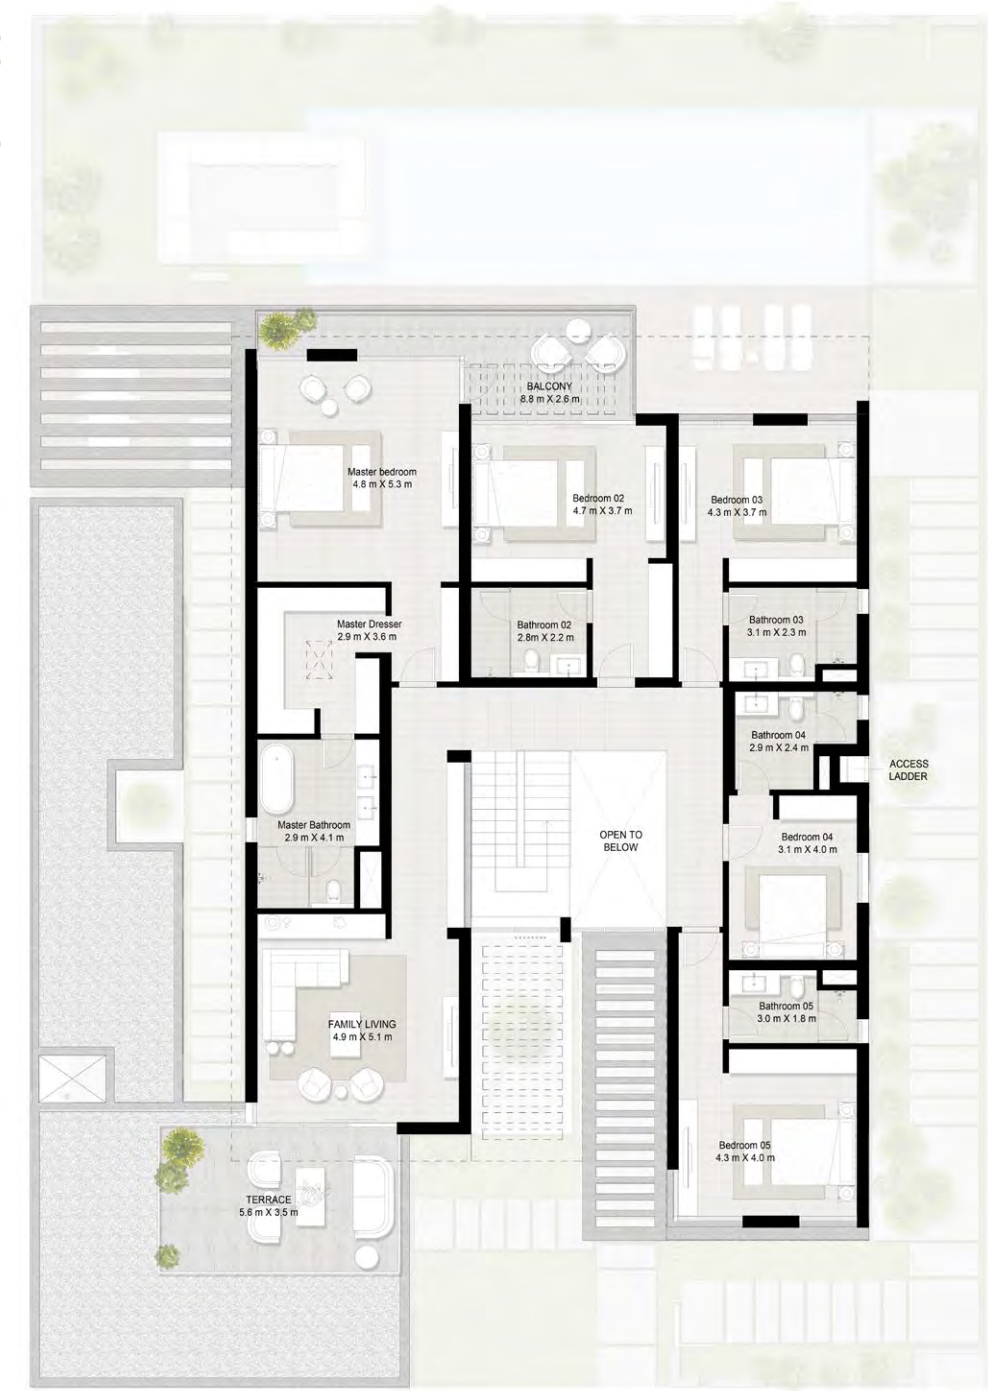 BALCONY
8.8 m X 2.6 m
Master bedroom
4.8 m X 5.3 m
Bedroom 02
4.7 m X 3.7 m
Bedroom 03
4.3 m X 3.7 m
Master Dresser
2.9 m X 3.6 m
Bathroom 02
2.8m X 2.2 m
Bathroom 03
3.1 m X 2.3 m
Bathroom 04
2.9 m X 2.4 m
ACCESS
LADDER
Master Bathroom
2.9 m X 4.1 m
OPEN TO
BELOW
Bedroom 04
3.1 m X 4.0 m
FAMILY LIVING
4.9 m X 5.1 m
Bathroom 05
3.0 m X 1.8 m
Bedroom 05
4.3 m X 4.0 m
TERRACE
5.6 m X 3.5 m